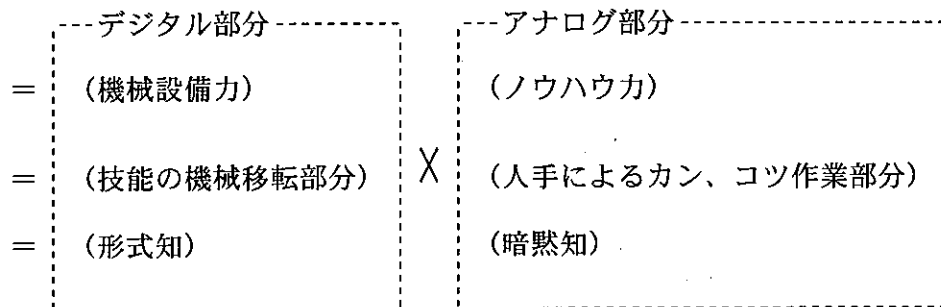 デジタル部分 アナログ部分
= (機械設備力) (ノウハウ力)
= (技能の機械移転部分) X (人手によるカン、コツ作業部分)
= (形式知) (暗黙知)